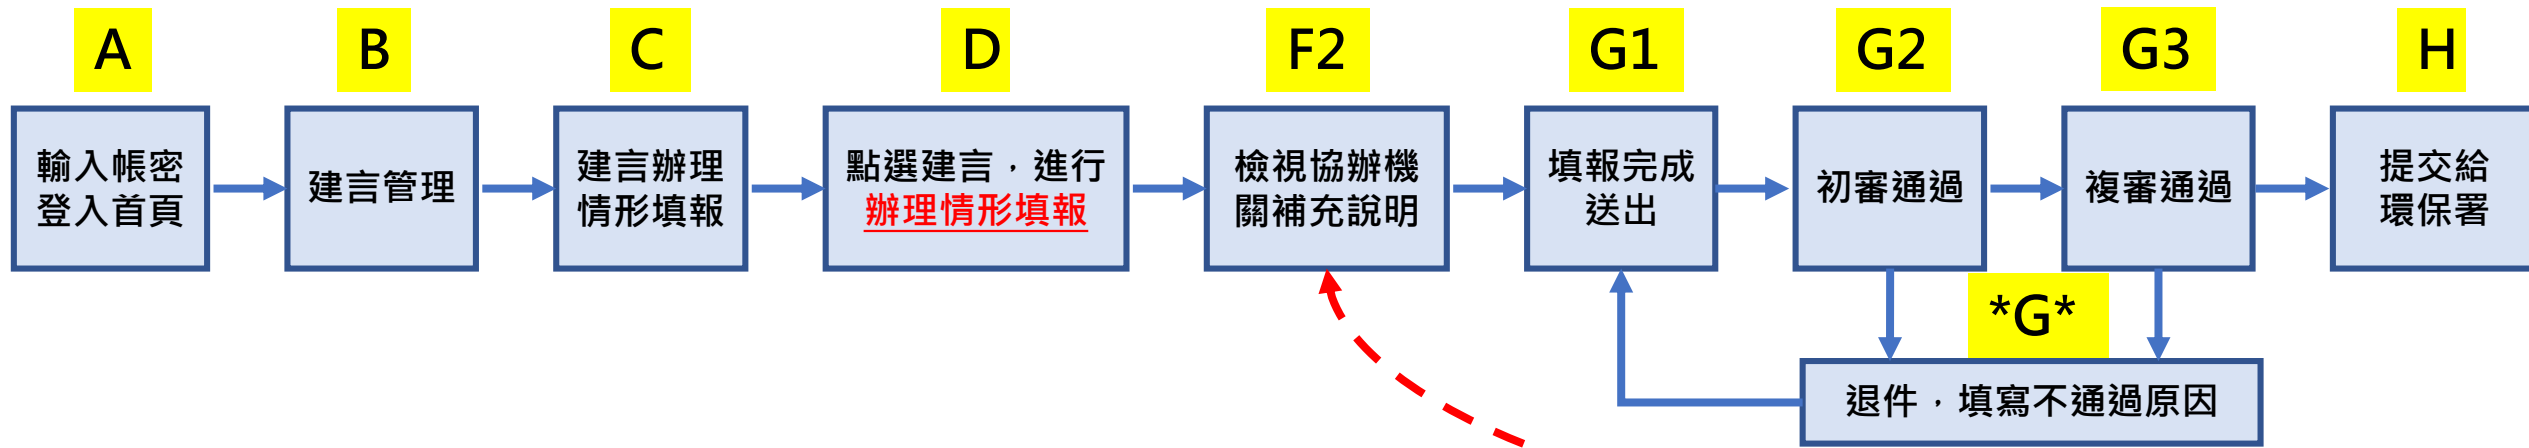 A
B
C
D
F2
G1
G2
G3
H
輸入帳密
登入首頁
建言管理
建言辦理
情形填報
點選建言，進行
辦理情形填報
檢視協辦機
關補充說明
填報完成
送出
初審通過
複審通過
提交給
環保署
*G*
退件，填寫不通過原因